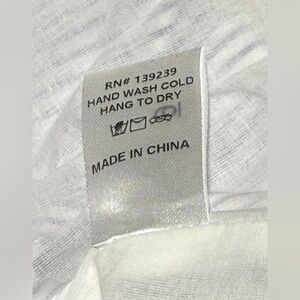 RN# 139239
HAND WASH COLD
HANG TO DRY
MADE IN CHINA